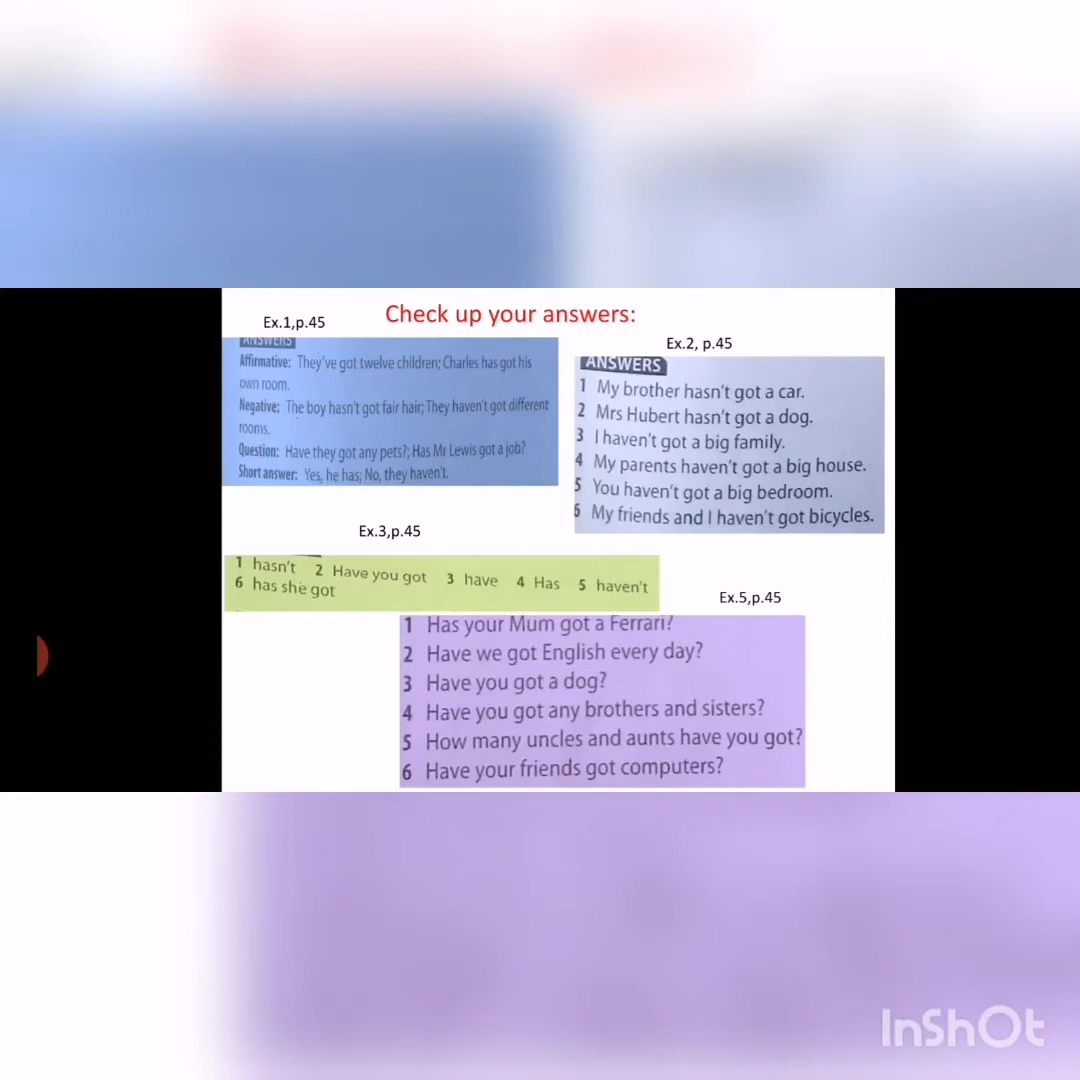 Check up your answers:
Ex.1,p.45
ANSWERS
Affirmative: They've got twelve children; Charles has got his
own room.
Negative: The boy hasn't got fair hair; They haven't got different
rooms.
Question: Have they got any pets?; Has Mr Lewis got a job?
Short answer: Yes, he has; No, they haven't.
Ex.2, p.45
ANSWERS
1 My brother hasn't got a car.
2 Mrs Hubert hasn't got a dog.
3 I haven't got a big family.
4 My parents haven't got a big house.
5 You haven't got a big bedroom.
6 My friends and I haven't got bicycles.
Ex.3,p.45
1 hasn't 2 Have you got 3 have 4 Has 5 haven't
6 has she got
Ex.5,p.45
1 Has your Mum got a Ferrari?
2 Have we got English every day?
3 Have you got a dog?
4 Have you got any brothers and sisters?
5 How many uncles and aunts have you got?
6 Have your friends got computers?
InShOt